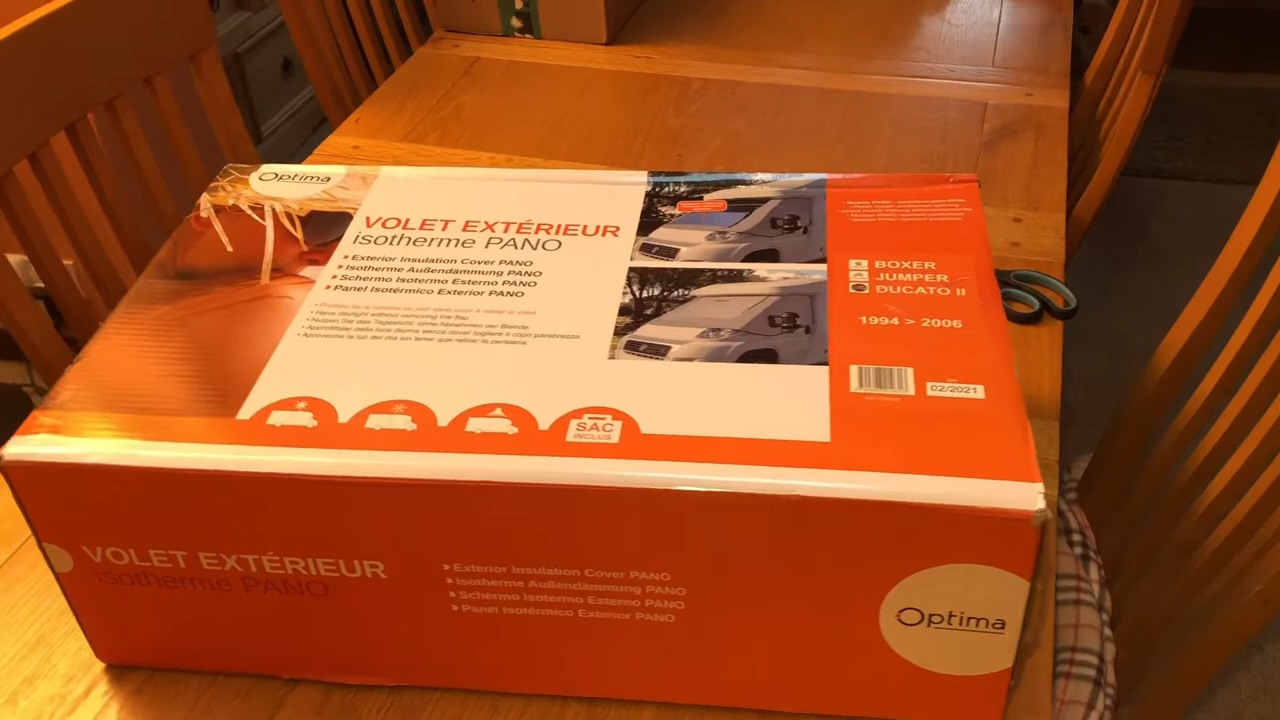 Optima
VOLET EXTÉRIEUR
isotherme PANO
Exterior Insulation Cover PANO
Isotherme Außendämmung PANO
Schermo Isotermo Esterno PANO
Panel Isotérmico Exterior PANO
• Have daylight without removing the flap.
• Nutzen Sie das Tageslicht, ohne Abnehmen der Blende.
BOXER
JUMPER
DUCATO II
1994 > 2006
02/2021
SAC
INCLUS
VOLET EXTÉRIEUR
isotherme PANO
Exterior Insulation Cover PANO
Isotherme Außendämmung PANO
Schermo Isotermo Esterno PANO
Panel Isotérmico Exterior PANO
Optima